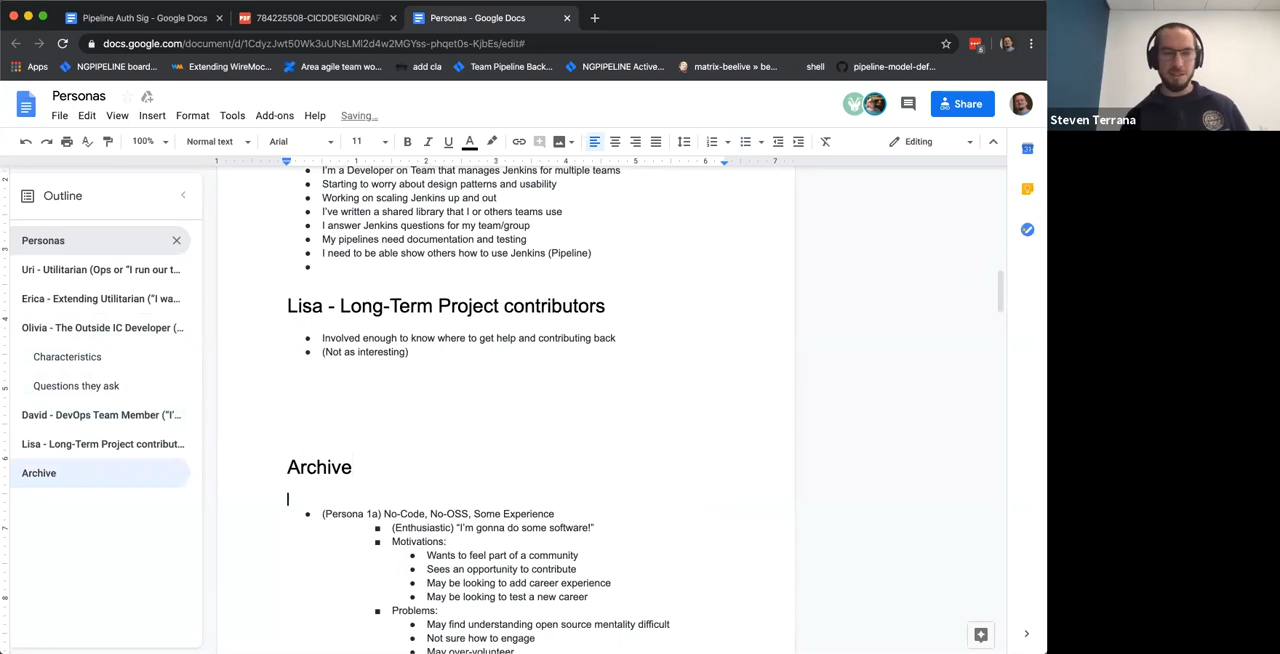 Pipeline Auth Sig - Google Docs
784225508-CICDDESIGNDRAF
Personas - Google Docs
docs.google.com/document/d/1CdyzJwt50Wk3uUNsLMl2d4w2MGYss-phqet0s-KjbEs/edit#
Apps
NGPIPELINE board...
Extending WireMoc...
Area agile team wo...
add cla
Team Pipeline Back...
NGPIPELINE Active...
matrix-beelive » be...
shell
pipeline-model-def...
Personas
File Edit View Insert Format Tools Add-ons Help Saving...
Share
100% Normal text Arial 11 Editing
1 1 2 3 4 5 6 7
Outline
Personas
Uri - Utilitarian (Ops or “I run our t...
Erica - Extending Utilitarian (“I wa...
Olivia - The Outside IC Developer (...
Characteristics
Questions they ask
David - DevOps Team Member (“I’...
Lisa - Long-Term Project contribut...
Archive
I'm a Developer on Team that manages Jenkins for multiple teams
Starting to worry about design patterns and usability
Working on scaling Jenkins up and out
I've written a shared library that I or others teams use
I answer Jenkins questions for my team/group
My pipelines need documentation and testing
I need to be able show others how to use Jenkins (Pipeline)
Lisa - Long-Term Project contributors
Involved enough to know where to get help and contributing back
(Not as interesting)
Archive
(Persona 1a) No-Code, No-OSS, Some Experience
(Enthusiastic) “I’m gonna do some software!”
Motivations:
Wants to feel part of a community
Sees an opportunity to contribute
May be looking to add career experience
May be looking to test a new career
Problems:
May find understanding open source mentality difficult
Not sure how to engage
May over-volunteer
Steven Terrana